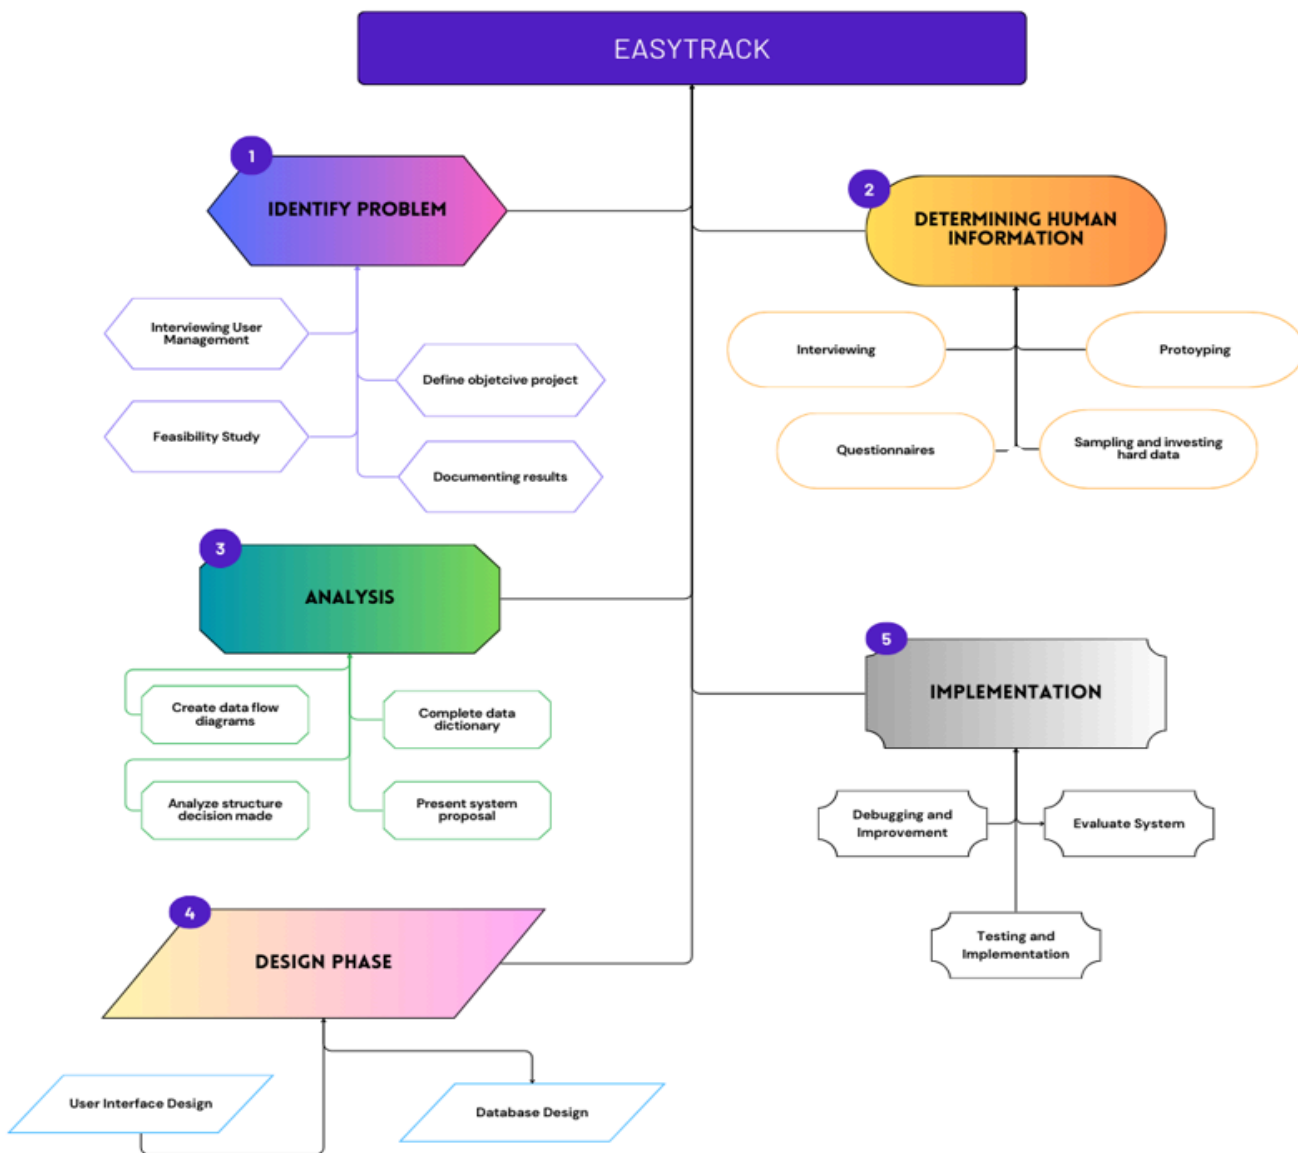 EASYTRACK
1
IDENTIFY PROBLEM
Interviewing User
Management
Define objetcive project
Feasibility Study
Documenting results
2
DETERMINING HUMAN
INFORMATION
Interviewing
Protoyping
Questionnaires
Sampling and investing
hard data
3
ANALYSIS
Create data flow
diagrams
Complete data
dictionary
Analyze structure
decision made
Present system
proposal
4
DESIGN PHASE
User Interface Design
Database Design
5
IMPLEMENTATION
Debugging and
Improvement
Evaluate System
Testing and
Implementation